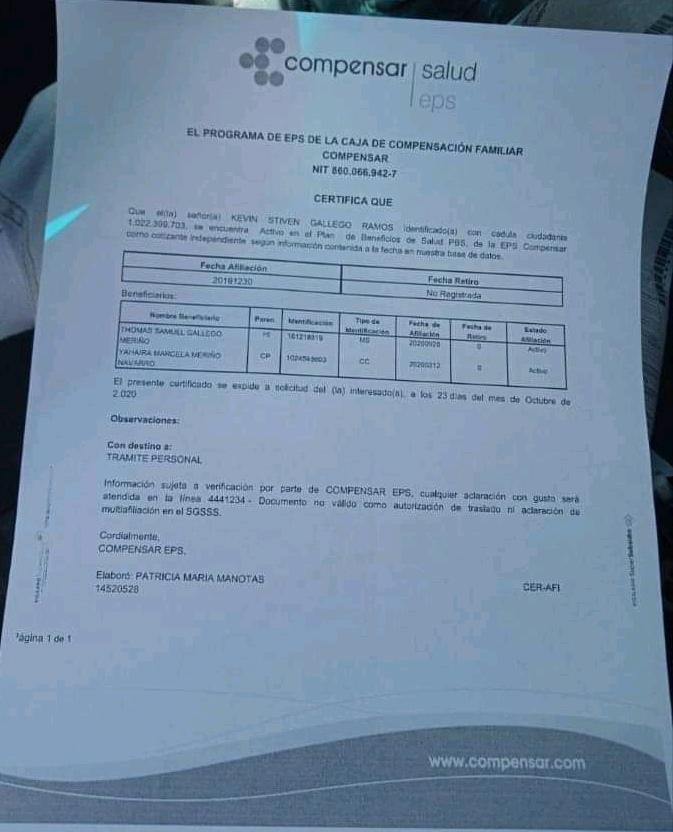 compensar salud
eps
EL PROGRAMA DE EPS DE LA CAJA DE COMPENSACIÓN FAMILIAR
COMPENSAR
NIT 860.066.942-7
CERTIFICA QUE
Que el(la) señor(a) KEVIN STIVEN GALLEGO RAMOS identificado(a) con cedula ciudadania
1.022.399.703, se encuentra Activo en el Plan de Beneficios de Salud PBS, de la EPS Compensar
como cotizante independiente según información contenida a la fecha en nuestra base de datos.
Fecha Afiliación Fecha Retiro
20191230 No Registrada
Beneficiarios:
Nombre Beneficiario Paren. Identificación Tipo de Identificación Fecha de Afiliación Fecha de Retiro Estado Afiliación
THOMAS SAMUEL GALLEGO MERIÑO HI MS 0 Activo
YAHAIRA MARCELA MERIÑO NAVARRO CP CC 20200312 0 Activo
El presente certificado se expide a solicitud del (la) interesado(a), a los 23 días del mes de Octubre de
2.020
Observaciones:
Con destino a:
TRAMITE PERSONAL
Información sujeta a verificación por parte de COMPENSAR EPS, cualquier aclaración con gusto será
atendida en la línea 4441234 - Documento no válido como autorización de traslado ni aclaración de
multiafiliación en el SGSSS.
Cordialmente,
COMPENSAR EPS.
Elaboró: PATRICIA MARIA MANOTAS
14520528 CER-AFI
Página 1 de 1
www.compensar.com